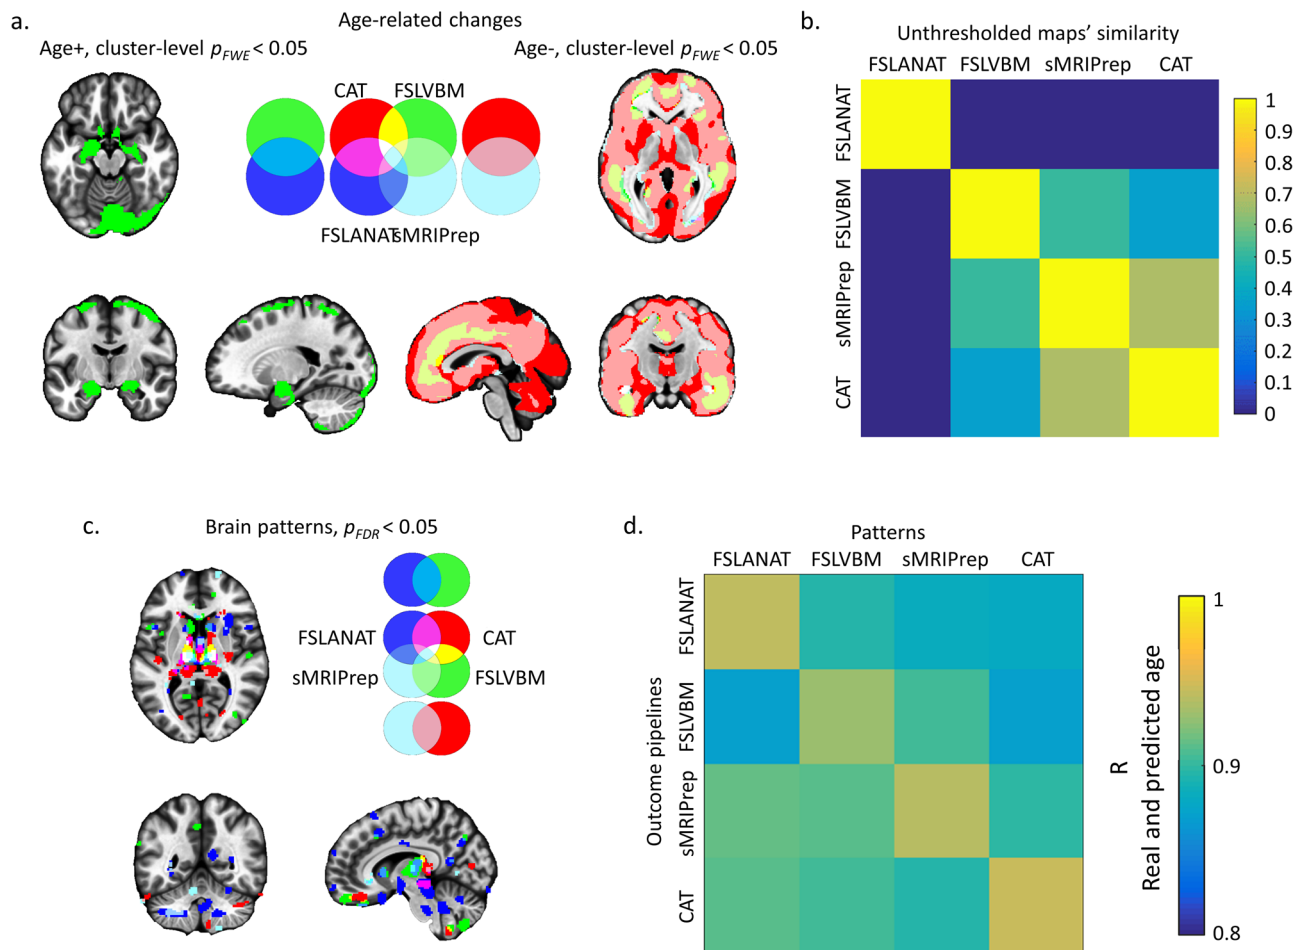 a.
Age-related changes
Age+, cluster-level pFWE < 0.05
Age-, cluster-level pFWE < 0.05
CAT FSLVBM
FSLANAT sMRIPrep
b.
Unthresholded maps' similarity
FSLANAT FSLVBM sMRIPrep CAT
FSLANAT
FSLVBM
sMRIPrep
CAT
1
0.9
0.8
0.7
0.6
0.5
0.4
0.3
0.2
0.1
0
c.
Brain patterns, pFDR < 0.05
FSLANAT CAT
sMRIPrep FSLVBM
d.
Patterns
FSLANAT FSLVBM sMRIPrep CAT
Outcome pipelines
FSLANAT
FSLVBM
sMRIPrep
CAT
R
Real and predicted age
1
0.9
0.8